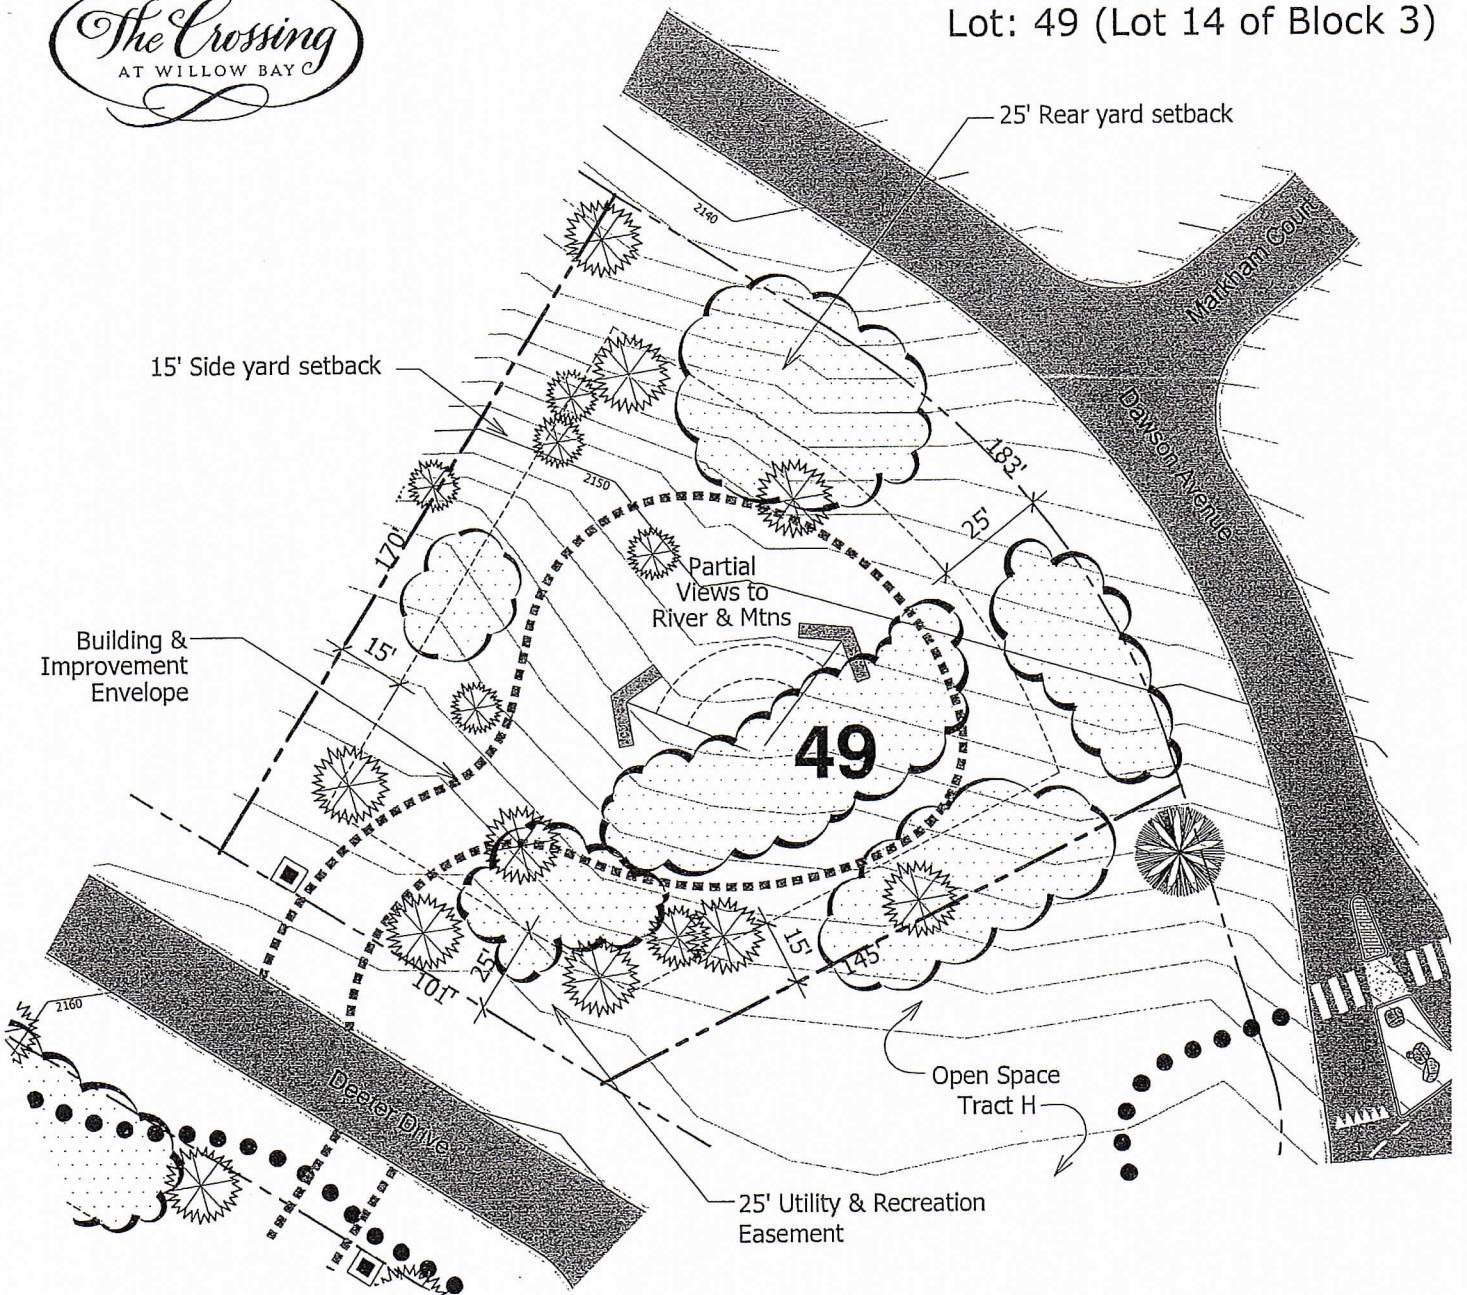 The Crossing
AT WILLOW BAY
Lot: 49 (Lot 14 of Block 3)
25' Rear yard setback
2140
Markham Court
15' Side yard setback
Dawson Avenue
183'
2150
25'
170'
Partial
Views to
River & Mtns
Building &
Improvement
Envelope
15'
49
15'
145'
25'
101'
2160
Open Space
Tract H
Deerer Drive
25' Utility & Recreation
Easement